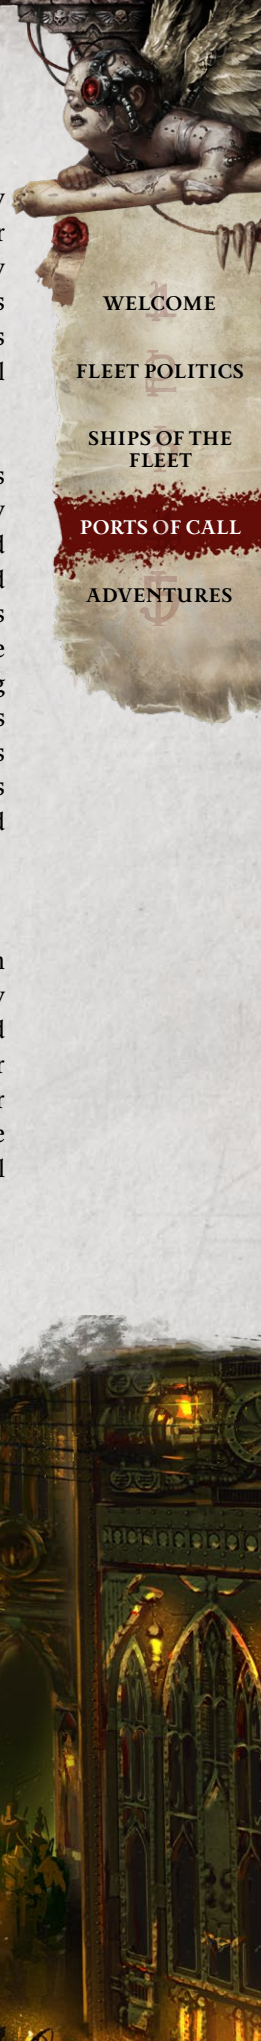 WELCOME
FLEET POLITICS
SHIPS OF THE
FLEET
PORTS OF CALL
ADVENTURES